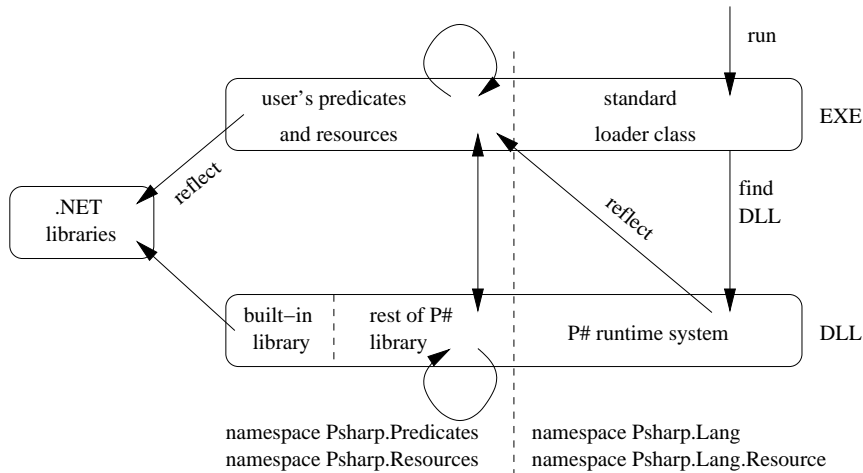 run
user's predicates
and resources
standard
loader class
EXE
reflect
.NET
libraries
find
DLL
reflect
built−in
library
rest of P#
library
P# runtime system
DLL
namespace Psharp.Predicates
namespace Psharp.Resources
namespace Psharp.Lang
namespace Psharp.Lang.Resource